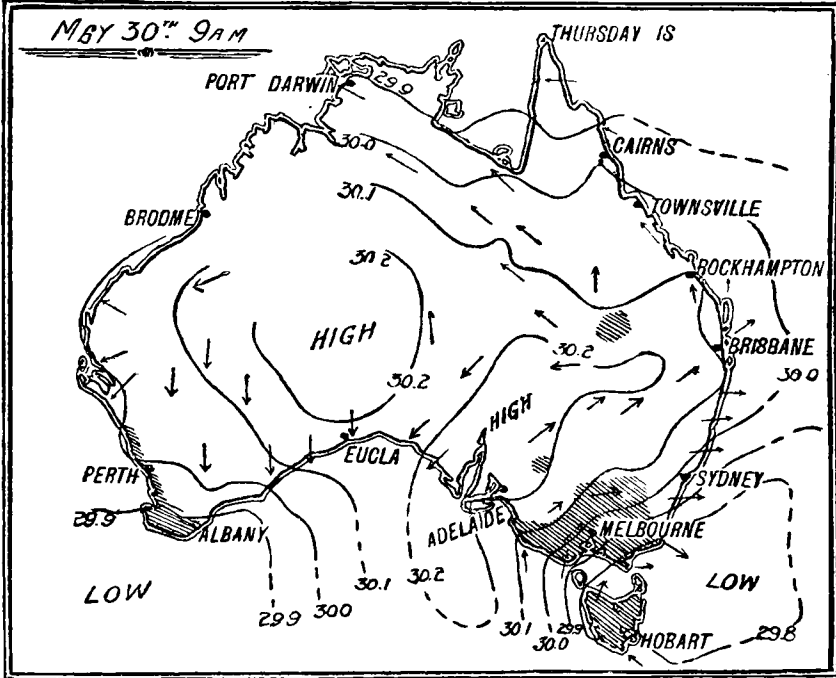 MAY 30TH 9AM
THURSDAY IS
PORT DARWIN
29.9
30.0
CAIRNS
30.1
TOWNSVILLE
BROOME
30.2
ROCKHAMPTON
HIGH
30.2
BRISBANE
30.2
30.0
HIGH
EUCLA
PERTH
SYDNEY
29.9
ALBANY
ADELAIDE
MELBOURNE
LOW
30.1
30.2
LOW
29.9
30.0
30.1
30.0
29.9
HOBART
29.8